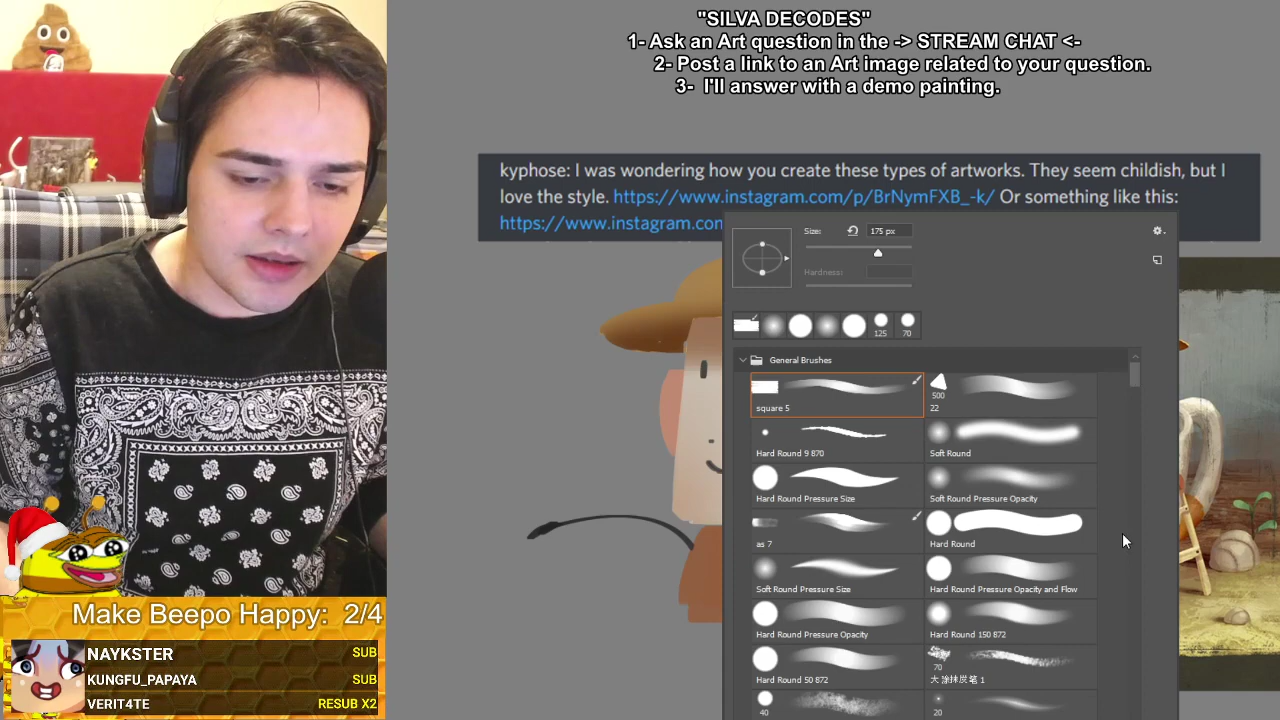 "SILVA DECODES"
1- Ask an Art question in the -> STREAM CHAT <-
2- Post a link to an Art image related to your question.
3- I'll answer with a demo painting.
kyphose: I was wondering how you create these types of artworks. They seem childish, but I
love the style. https://www.instagram.com/p/BrNymFXB_-k/ Or something like this:
https://www.instagram.con
Size: 175 px
Hardness:
125 70
General Brushes
square 5
500
22
Hard Round 9 870
Soft Round
Hard Round Pressure Size
Soft Round Pressure Opacity
as 7
Hard Round
Soft Round Pressure Size
Hard Round Pressure Opacity and Flow
Hard Round Pressure Opacity
Hard Round 150 872
Hard Round 50 872
70
大 涂抹炭笔 1
40
20
Make Beepo Happy: 2/4
NAYKSTER SUB
KUNGFU_PAPAYA SUB
VERIT4TE RESUB X2